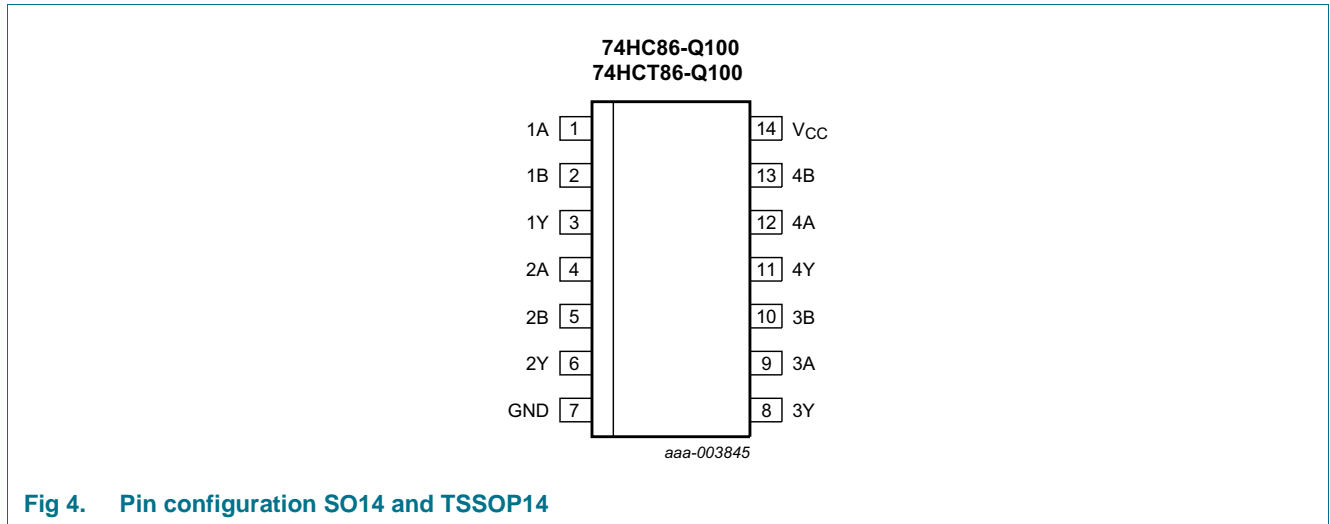 74HC86-Q100
74HCT86-Q100
1A 1 14 VCC
1B 2 13 4B
1Y 3 12 4A
2A 4 11 4Y
2B 5 10 3B
2Y 6 9 3A
GND 7 8 3Y
aaa-003845
Fig 4. Pin configuration SO14 and TSSOP14